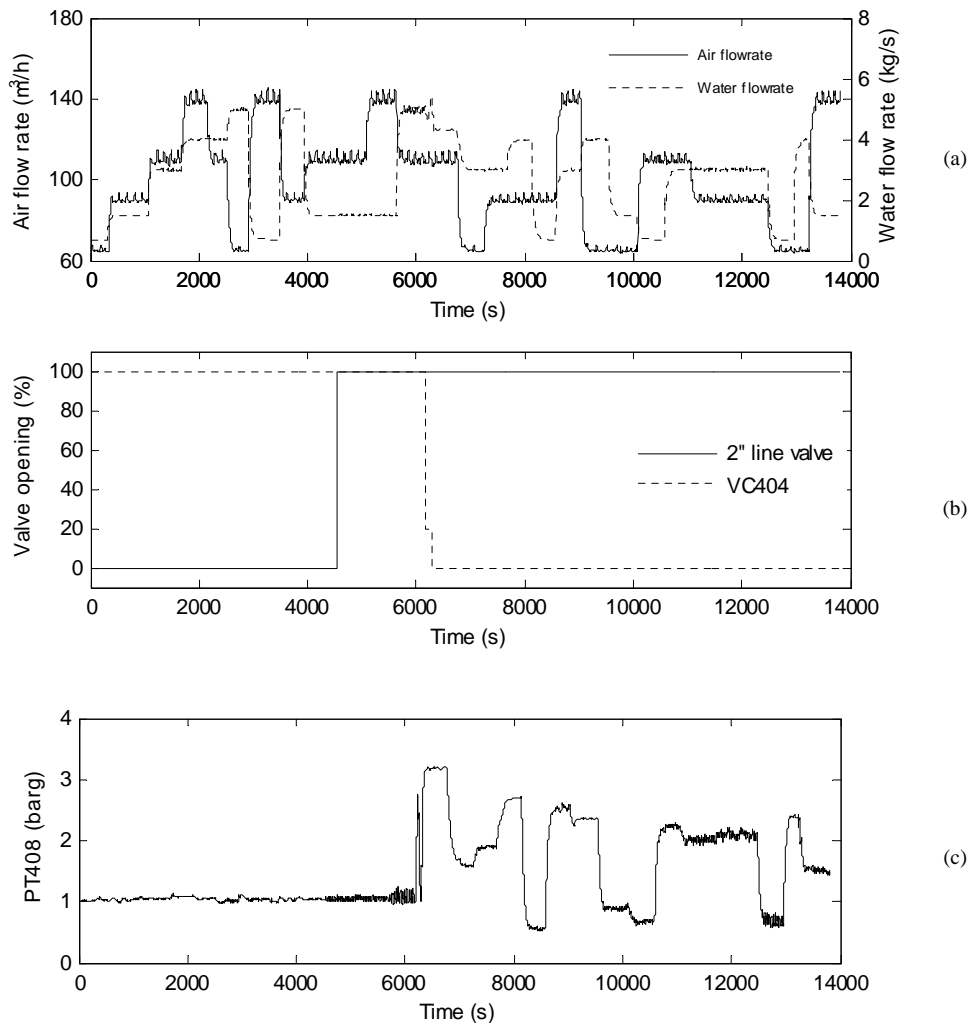 180
140
100
60
Air flow rate (m³/h)
8
6
4
2
0
Water flow rate (kg/s)
Air flowrate
Water flowrate
0 2000 4000 6000 8000 10000 12000 14000
Time (s)
(a)
100
80
60
40
20
0
Valve opening (%)
2" line valve
VC404
0 2000 4000 6000 8000 10000 12000 14000
Time (s)
(b)
4
3
2
1
0
PT408 (barg)
0 2000 4000 6000 8000 10000 12000 14000
Time (s)
(c)